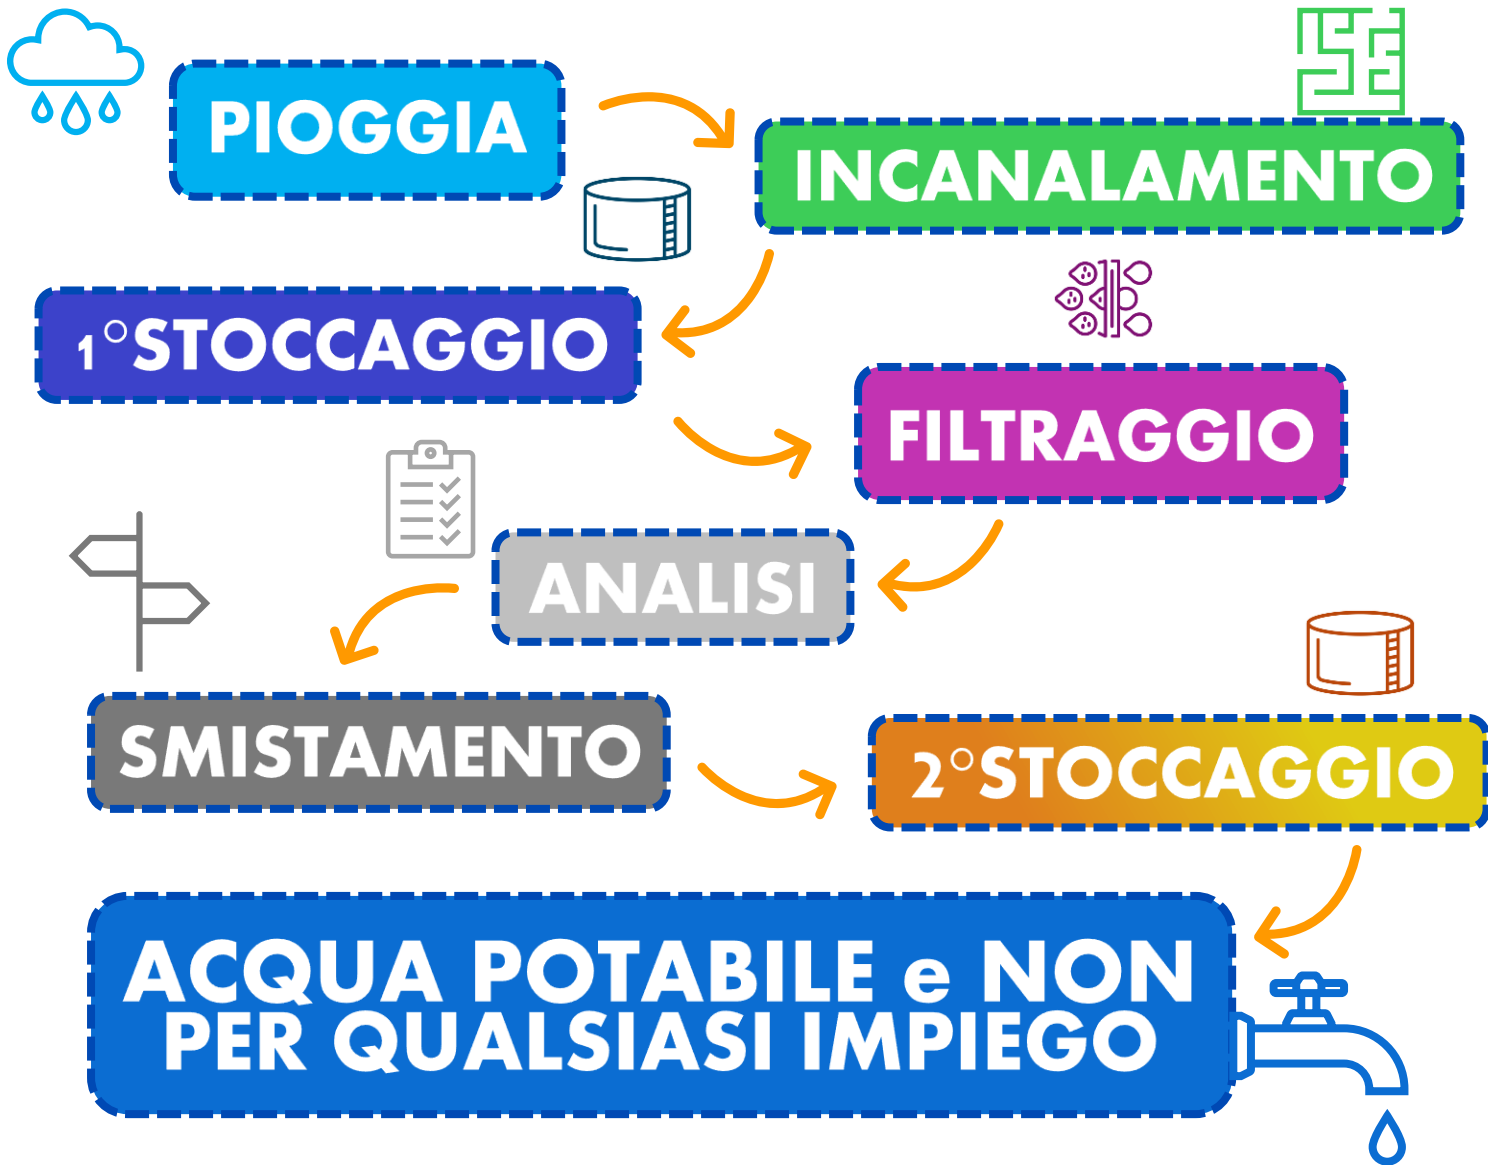 PIOGGIA
INCANALAMENTO
1°STOCCAGGIO
FILTRAGGIO
ANALISI
SMISTAMENTO
2°STOCCAGGIO
ACQUA POTABILE e NON
PER QUALSIASI IMPIEGO